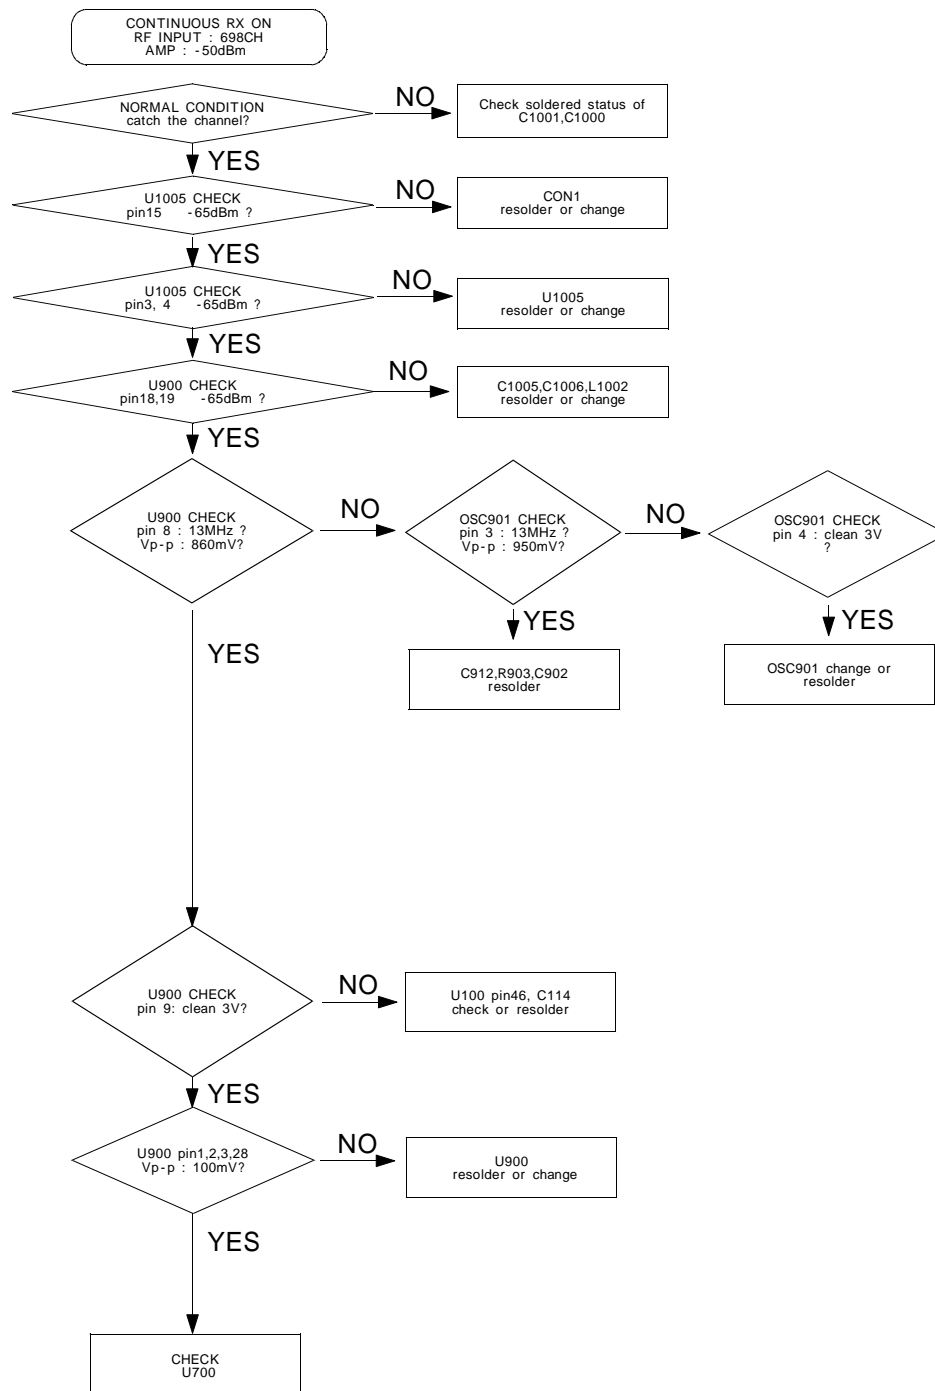 CONTINUOUS RX ON
RF INPUT : 698CH
AMP : -50dBm
NORMAL CONDITION
catch the channel?
NO
Check soldered status of
C1001,C1000
YES
U1005 CHECK
pin15 -65dBm ?
NO
CON1
resolder or change
YES
U1005 CHECK
pin3, 4 -65dBm ?
NO
U1005
resolder or change
YES
U900 CHECK
pin18,19 -65dBm ?
NO
C1005,C1006,L1002
resolder or change
YES
U900 CHECK
pin 8 : 13MHz ?
Vp-p : 860mV?
NO
OSC901 CHECK
pin 3 : 13MHz ?
Vp-p : 950mV?
NO
OSC901 CHECK
pin 4 : clean 3V
?
YES
YES
YES
C912,R903,C902
resolder
OSC901 change or
resolder
U900 CHECK
pin 9: clean 3V?
NO
U100 pin46, C114
check or resolder
YES
U900 pin1,2,3,28
Vp-p : 100mV?
NO
U900
resolder or change
YES
CHECK
U700